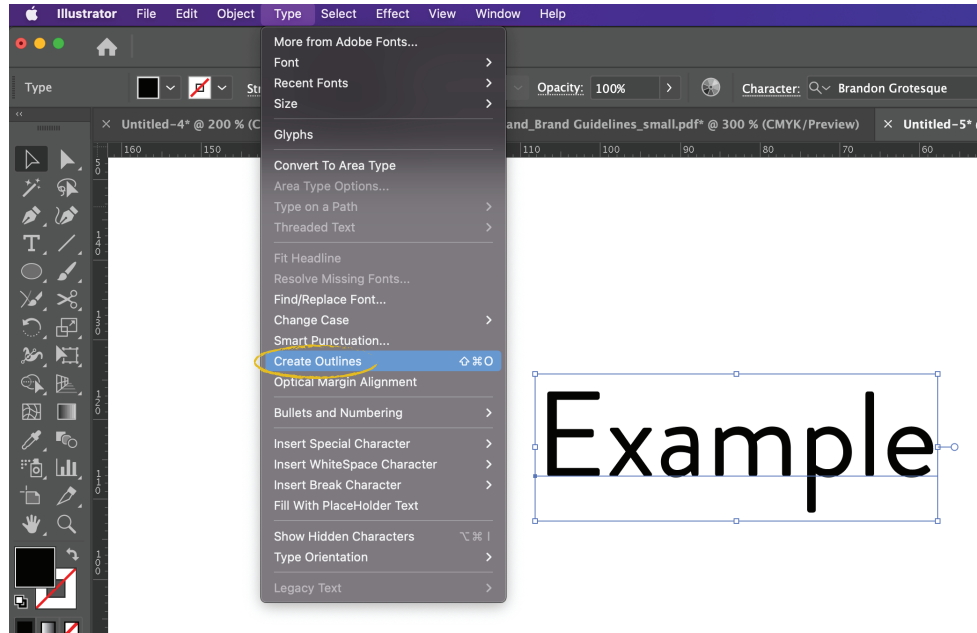 Illustrator File Edit Object Type Select Effect View Window Help
Type Opacity: 100% Character: Brandon Grotesque
× Untitled-4* @ 200 % (C and_Brand Guidelines_small.pdf* @ 300 % (CMYK/Preview) × Untitled-5*
160 150 110 100 90 80 70 60
More from Adobe Fonts...
Font
Recent Fonts
Size
Glyphs
Convert To Area Type
Area Type Options...
Type on a Path
Threaded Text
Fit Headline
Resolve Missing Fonts...
Find/Replace Font...
Change Case
Smart Punctuation...
Create Outlines ⇧⌘O
Optical Margin Alignment
Bullets and Numbering
Insert Special Character
Insert WhiteSpace Character
Insert Break Character
Fill With PlaceHolder Text
Show Hidden Characters ⌥⌘I
Type Orientation
Legacy Text
Example